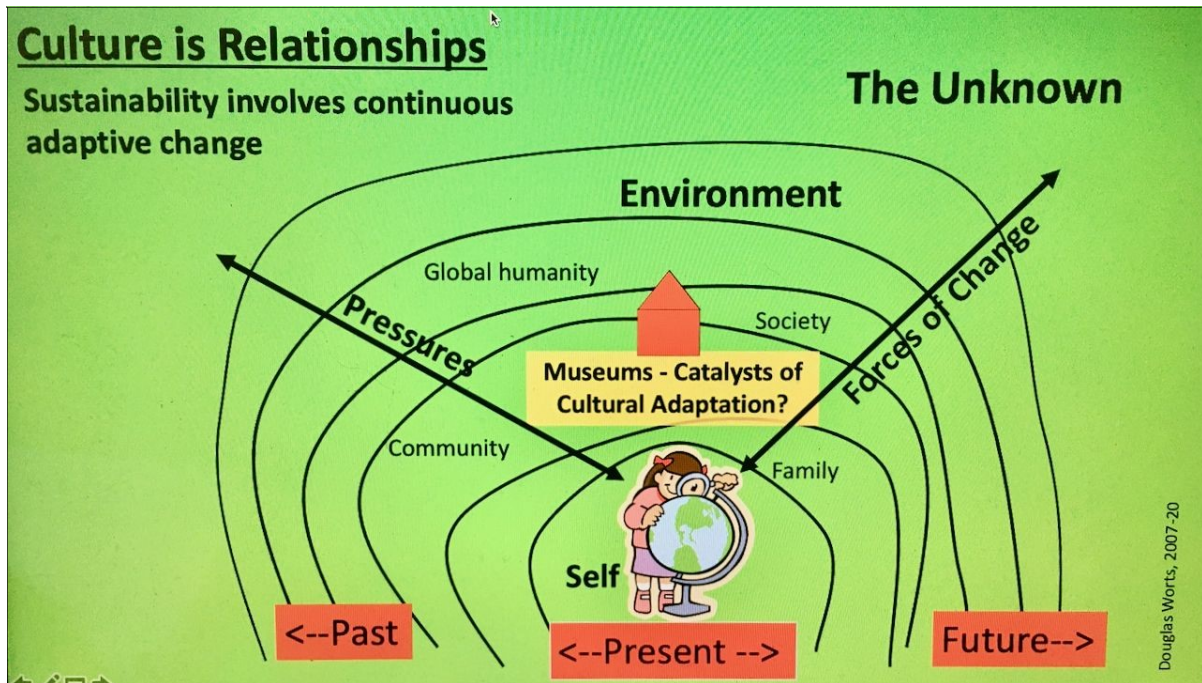 Culture is Relationships
Sustainability involves continuous
adaptive change
The Unknown
Environment
Global humanity
Pressures
Society
Forces of Change
Museums - Catalysts of
Cultural Adaptation?
Community
Family
Self
<--Past
<--Present -->
Future-->
Douglas Worts, 2007-20